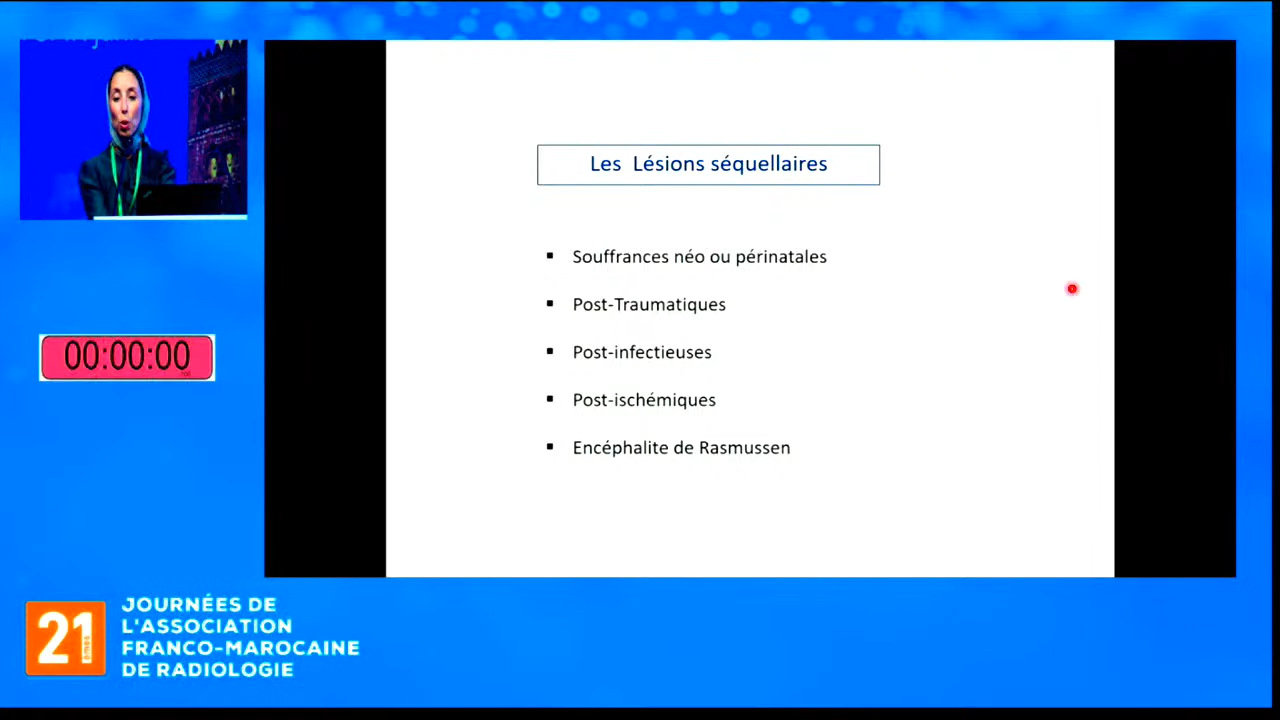 Les Lésions séquellaires
▪ Souffrances néo ou périnatales
▪ Post-Traumatiques
▪ Post-infectieuses
▪ Post-ischémiques
▪ Encéphalite de Rasmussen
00:00:00
21 èmes
JOURNÉES DE
L'ASSOCIATION
FRANCO-MAROCAINE
DE RADIOLOGIE